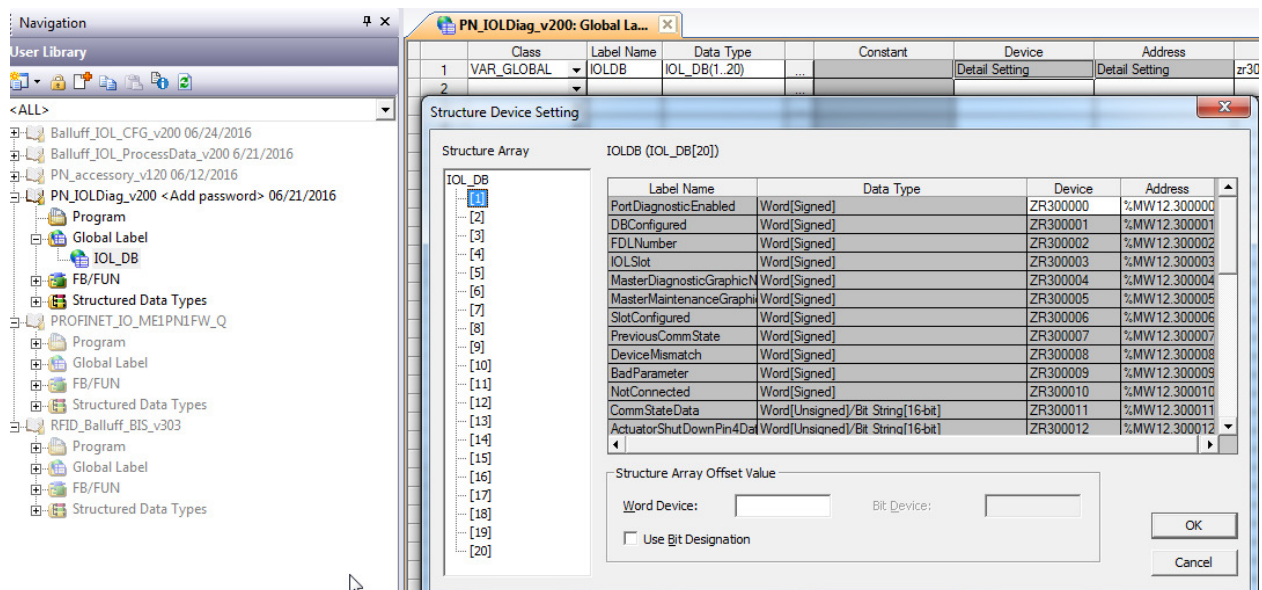 Navigation
User Library
<ALL>
Balluff_IOL_CFG_v200 06/24/2016
Balluff_IOL_ProcessData_v200 6/21/2016
PN_accessory_v120 06/12/2016
PN_IOLDiag_v200 <Add password> 06/21/2016
Program
Global Label
IOL_DB
FB/FUN
Structured Data Types
PROFINET_IO_ME1PN1FW_Q
Program
Global Label
FB/FUN
Structured Data Types
RFID_Balluff_BIS_v303
Program
Global Label
FB/FUN
Structured Data Types
PN_IOLDiag_v200: Global La...
Class Label Name Data Type Constant Device Address
1 VAR_GLOBAL IOLDB IOL_DB(1..20) ... Detail Setting Detail Setting zr30
2 ...
Structure Device Setting
Structure Array IOLDB (IOL_DB[20])
IOL_DB
[1]
[2]
[3]
[4]
[5]
[6]
[7]
[8]
[9]
[10]
[11]
[12]
[13]
[14]
[15]
[16]
[17]
[18]
[19]
[20]
Label Name Data Type Device Address
PortDiagnosticEnabled Word[Signed] ZR300000 %MW12.300000
DBConfigured Word[Signed] ZR300001 %MW12.300001
FDLNumber Word[Signed] ZR300002 %MW12.300002
IOLSlot Word[Signed] ZR300003 %MW12.300003
MasterDiagnosticGraphicN Word[Signed] ZR300004 %MW12.300004
MasterMaintenanceGraphi Word[Signed] ZR300005 %MW12.300005
SlotConfigured Word[Signed] ZR300006 %MW12.300006
PreviousCommState Word[Signed] ZR300007 %MW12.300007
DeviceMismatch Word[Signed] ZR300008 %MW12.300008
BadParameter Word[Signed] ZR300009 %MW12.300009
NotConnected Word[Signed] ZR300010 %MW12.300010
CommStateData Word[Unsigned]/Bit String[16-bit] ZR300011 %MW12.300011
ActuatorShutDownPin4Dat Word[Unsigned]/Bit String[16-bit] ZR300012 %MW12.300012
Structure Array Offset Value
Word Device: Bit Device:
Use Bit Designation
OK
Cancel